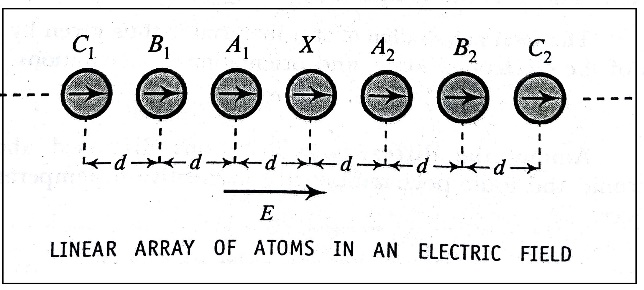 C₁ B₁ A₁ X A₂ B₂ C₂
d d d d d d
E
LINEAR ARRAY OF ATOMS IN AN ELECTRIC FIELD